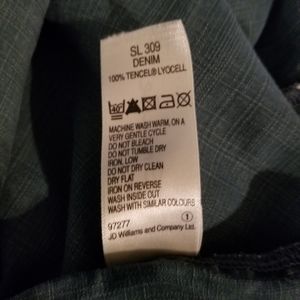 SL 309
DENIM
100% TENCEL® LYOCELL
40°
MACHINE WASH WARM, ON A
VERY GENTLE CYCLE
DO NOT BLEACH
DO NOT TUMBLE DRY
IRON, LOW
DO NOT DRY CLEAN
DRY FLAT
IRON ON REVERSE
WASH INSIDE OUT
WASH WITH SIMILAR COLOURS
97277
1
JD Williams and Company Ltd.